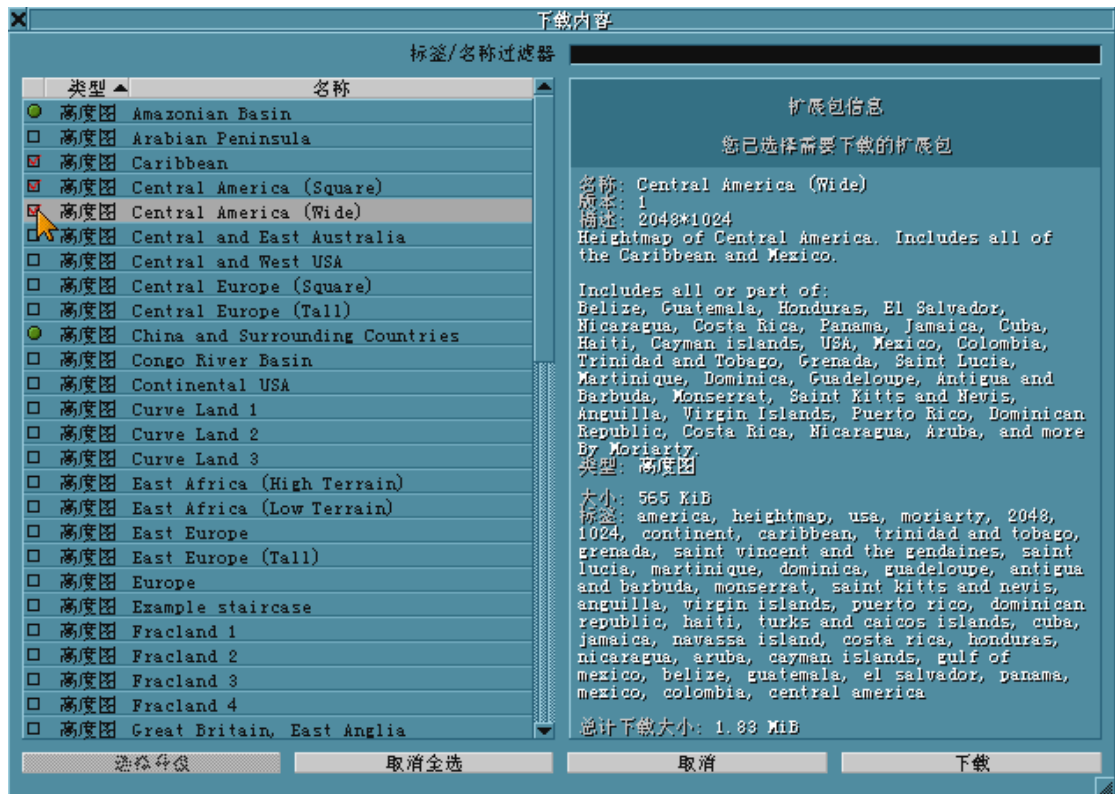 下载内容
标签/名称过滤器
类型 名称
高度图 Amazonian Basin
高度图 Arabian Peninsula
高度图 Caribbean
高度图 Central America (Square)
高度图 Central America (Wide)
高度图 Central and East Australia
高度图 Central and West USA
高度图 Central Europe (Square)
高度图 Central Europe (Tall)
高度图 China and Surrounding Countries
高度图 Congo River Basin
高度图 Continental USA
高度图 Curve Land 1
高度图 Curve Land 2
高度图 Curve Land 3
高度图 East Africa (High Terrain)
高度图 East Africa (Low Terrain)
高度图 East Europe
高度图 East Europe (Tall)
高度图 Europe
高度图 Example staircase
高度图 Fracland 1
高度图 Fracland 2
高度图 Fracland 3
高度图 Fracland 4
高度图 Great Britain, East Anglia
扩展包信息
您已选择需要下载的扩展包
名称: Central America (Wide)
版本: 1
描述: 2048*1024
Heightmap of Central America. Includes all of
the Caribbean and Mexico.
Includes all or part of:
Belize, Guatemala, Honduras, El Salvador,
Nicaragua, Costa Rica, Panama, Jamaica, Cuba,
Haiti, Cayman islands, USA, Mexico, Colombia,
Trinidad and Tobago, Grenada, Saint Lucia,
Martinique, Dominica, Guadeloupe, Antigua and
Barbuda, Monserrat, Saint Kitts and Nevis,
Anguilla, Virgin Islands, Puerto Rico, Dominican
Republic, Costa Rica, Nicaragua, Aruba, and more
By Moriarty.
类型: 高度图
大小: 565 KiB
标签: america, heightmap, usa, moriarty, 2048,
1024, continent, caribbean, trinidad and tobago,
grenada, saint vincent and the gendaines, saint
lucia, martinique, dominica, guadeloupe, antigua
and barbuda, monserrat, saint kitts and nevis,
anguilla, virgin islands, puerto rico, dominican
republic, haiti, turks and caicos islands, cuba,
jamaica, navassa island, costa rica, honduras,
nicaragua, aruba, cayman islands, gulf of
mexico, belize, guatemala, el salvador, panama,
mexico, colombia, central america
总计下载大小: 1.83 MiB
选择升级 取消全选 取消 下载